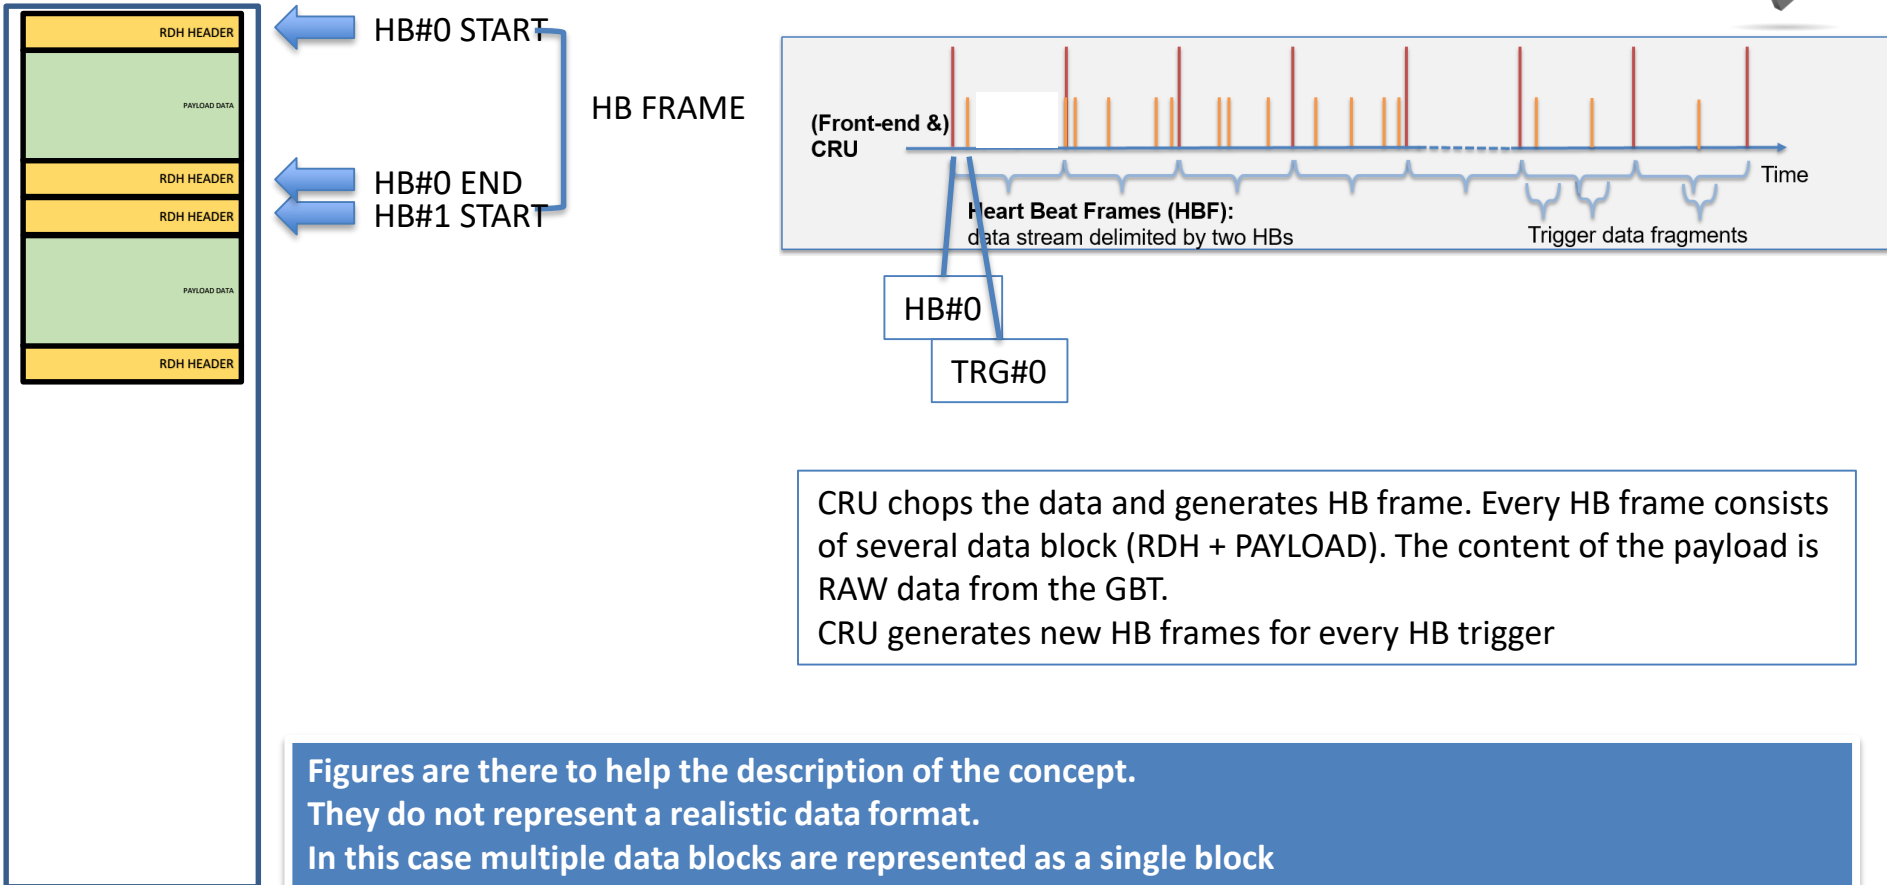 RDH HEADER
PAYLOAD DATA
RDH HEADER
RDH HEADER
PAYLOAD DATA
RDH HEADER
HB#0 START
HB FRAME
HB#0 END
HB#1 START
(Front-end &)
CRU
Time
Heart Beat Frames (HBF):
data stream delimited by two HBs
Trigger data fragments
HB#0
TRG#0
CRU chops the data and generates HB frame. Every HB frame consists
of several data block (RDH + PAYLOAD). The content of the payload is
RAW data from the GBT.
CRU generates new HB frames for every HB trigger
Figures are there to help the description of the concept.
They do not represent a realistic data format.
In this case multiple data blocks are represented as a single block